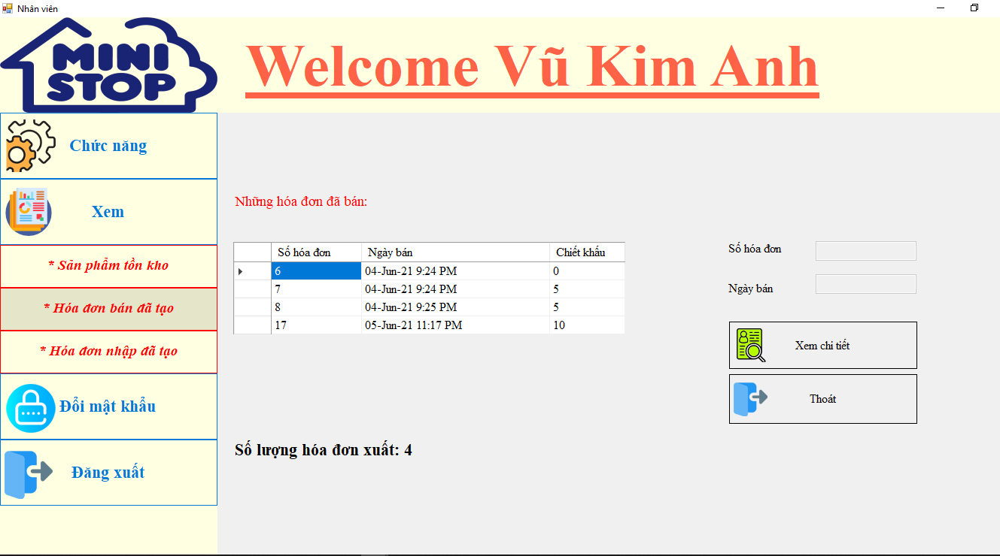 Nhân viên
MINI
STOP
Welcome Vũ Kim Anh
Chức năng
Xem
* Sản phẩm tồn kho
* Hóa đơn bán đã tạo
* Hóa đơn nhập đã tạo
Đổi mật khẩu
Đăng xuất
Những hóa đơn đã bán:
Số hóa đơn Ngày bán Chiết khấu
6 04-Jun-21 9:24 PM 0
7 04-Jun-21 9:24 PM 5
8 04-Jun-21 9:25 PM 5
17 05-Jun-21 11:17 PM 10
Số lượng hóa đơn xuất: 4
Số hóa đơn
Ngày bán
Xem chi tiết
Thoát